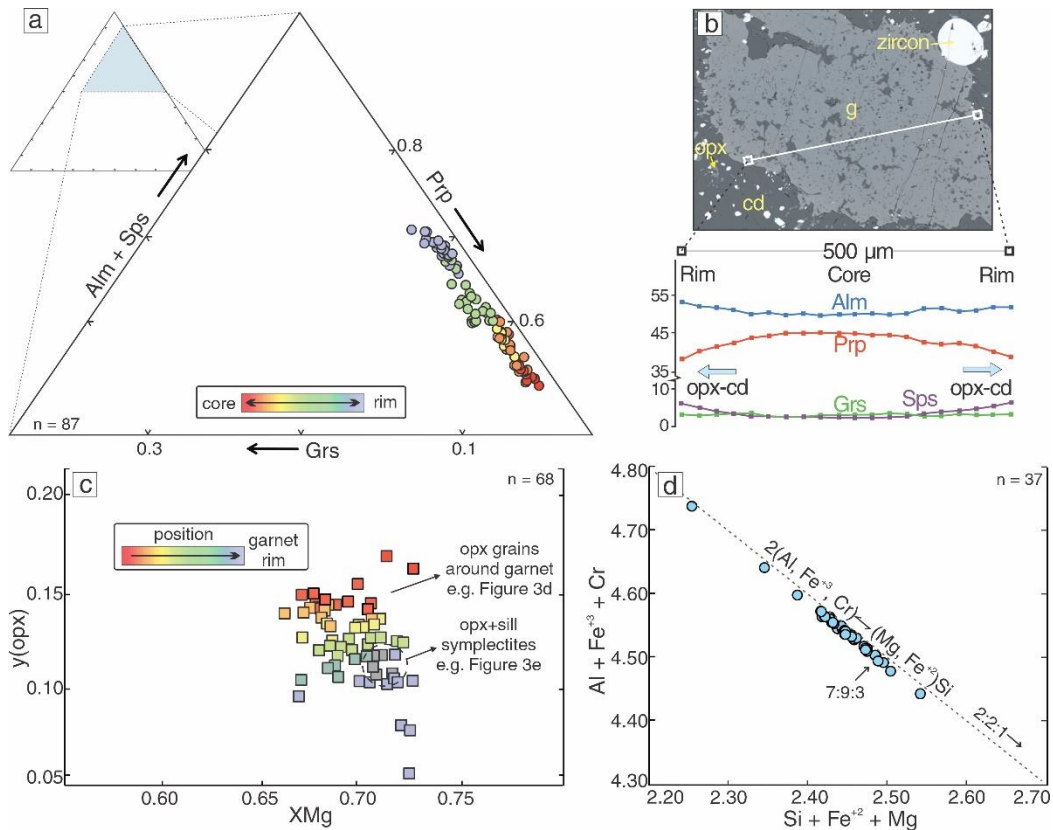 a
0.8
Prp
Alm + Sps
0.6
core
rim
n = 87
0.3
Grs
0.1
b
zircon
g
opx
cd
500 µm
Rim
Core
Rim
55
Alm
45
Prp
35
opx-cd
opx-cd
10
Sps
Grs
0
c
n = 68
0.20
position
garnet
rim
opx grains
around garnet
e.g. Figure 3d
0.15
y(opx)
opx+sill
symplectites
e.g. Figure 3e
0.10
0.05
0.60
0.65
0.70
0.75
XMg
d
n = 37
4.80
4.70
2(Al, Fe+3, Cr)
(Mg, Fe+2)Si
4.60
Al + Fe+3 + Cr
4.50
7:9:3
2:2:1
4.40
4.30
2.20
2.30
2.40
2.50
2.60
2.70
Si + Fe+2 + Mg